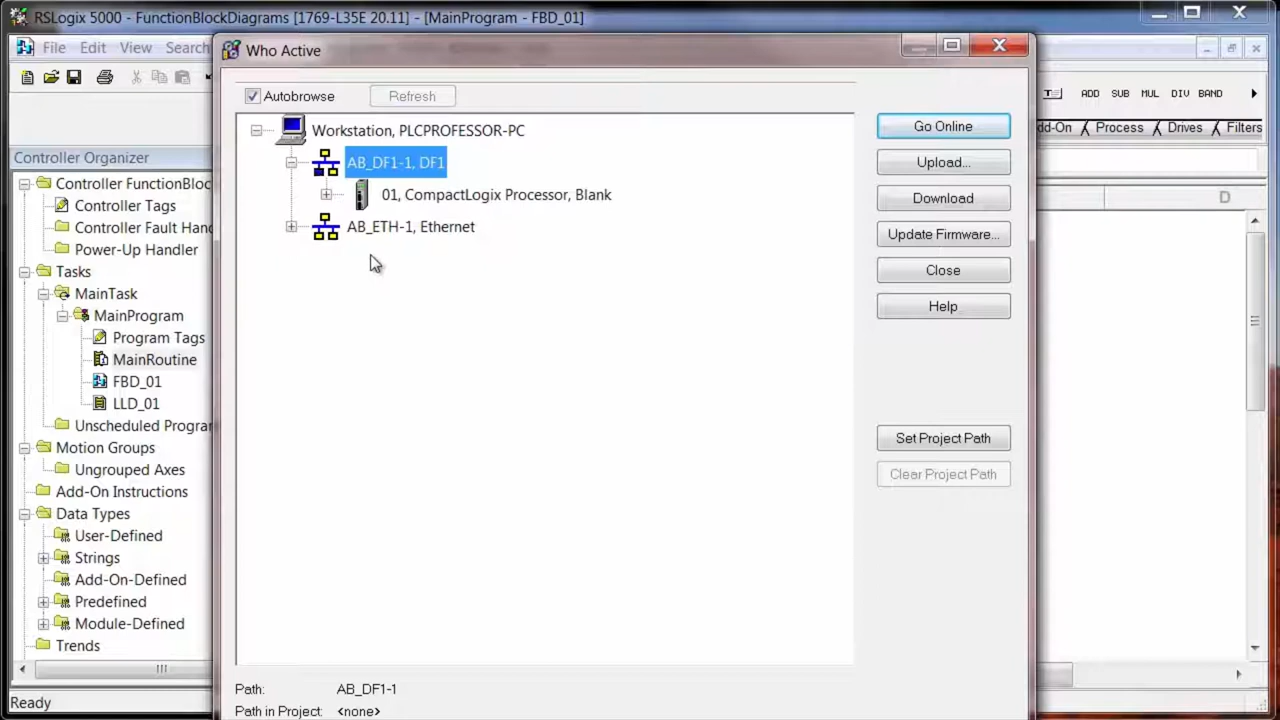 RSLogix 5000 - FunctionBlockDiagrams [1769-L35E 20.11] - [MainProgram - FBD_01]
File Edit View Search
Who Active
Autobrowse
Refresh
Workstation, PLCPROFESSOR-PC
AB_DF1-1, DF1
01, CompactLogix Processor, Blank
AB_ETH-1, Ethernet
Go Online
Upload...
Download
Update Firmware...
Close
Help
Set Project Path
Clear Project Path
Path: AB_DF1-1
Path in Project: <none>
ADD SUB MUL DIV BAND
dd-On Process Drives Filters
D
Controller Organizer
Controller FunctionBloc
Controller Tags
Controller Fault Han
Power-Up Handler
Tasks
MainTask
MainProgram
Program Tags
MainRoutine
FBD_01
LLD_01
Unscheduled Progra
Motion Groups
Ungrouped Axes
Add-On Instructions
Data Types
User-Defined
Strings
Add-On-Defined
Predefined
Module-Defined
Trends
Ready